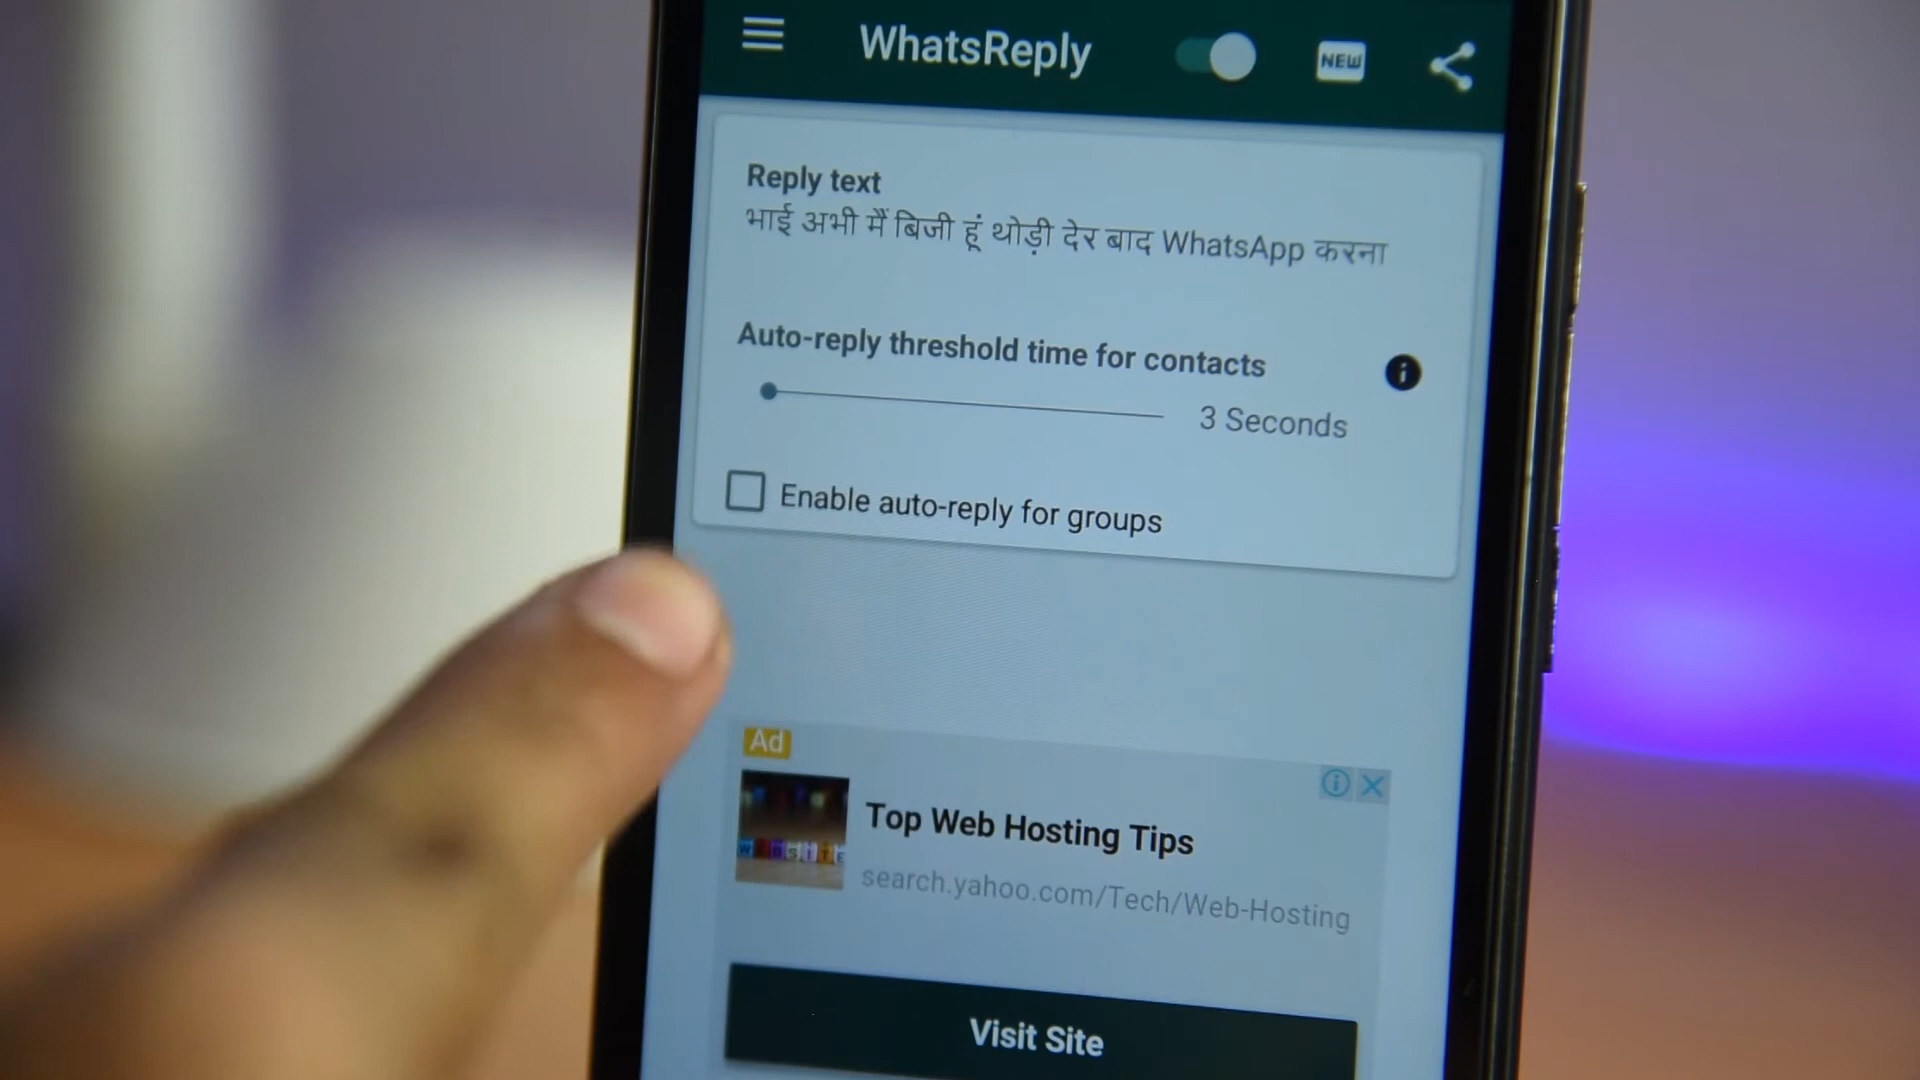 WhatsReply
NEW
Reply text
भाई अभी मैं बिजी हूं थोड़ी देर बाद WhatsApp करना
Auto-reply threshold time for contacts
3 Seconds
Enable auto-reply for groups
Ad
WEBSITE
Top Web Hosting Tips
search.yahoo.com/Tech/Web-Hosting
Visit Site